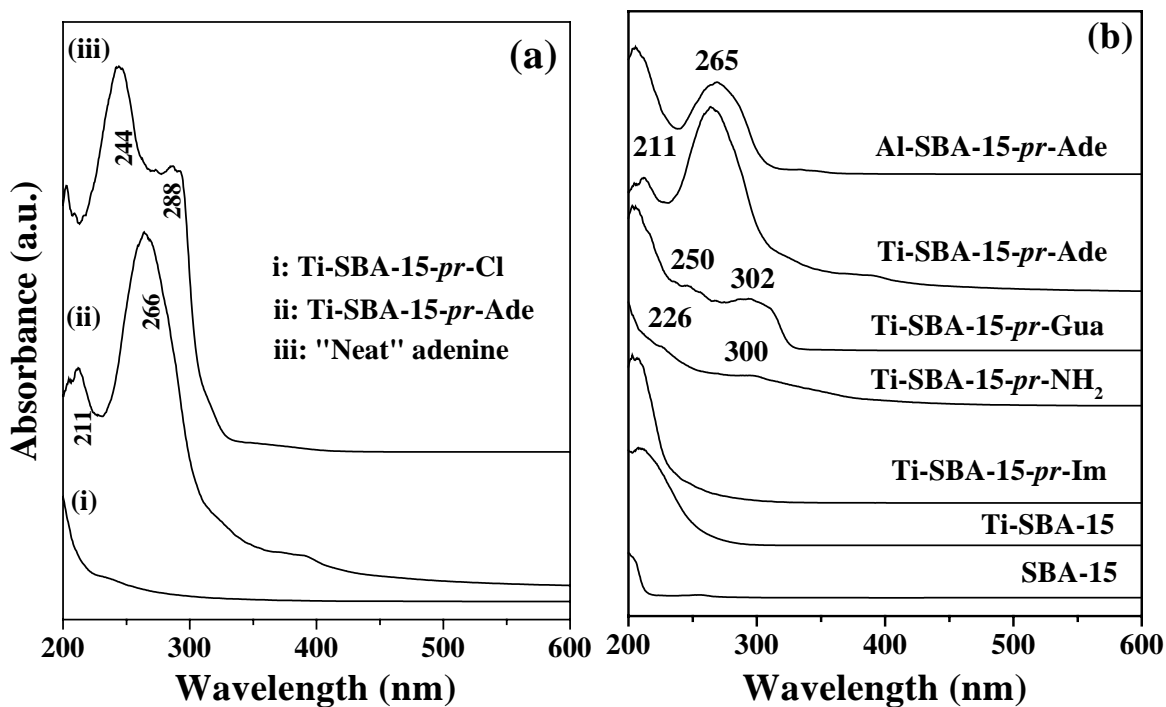 (a)
(iii)
244
288
i: Ti-SBA-15-pr-Cl
ii: Ti-SBA-15-pr-Ade
iii: "Neat" adenine
(ii)
266
211
(i)
Absorbance (a.u.)
200 300 400 500 600
Wavelength (nm)
(b)
265
Al-SBA-15-pr-Ade
211
Ti-SBA-15-pr-Ade
250 302
Ti-SBA-15-pr-Gua
226
300
Ti-SBA-15-pr-NH₂
Ti-SBA-15-pr-Im
Ti-SBA-15
SBA-15
200 300 400 500 600
Wavelength (nm)